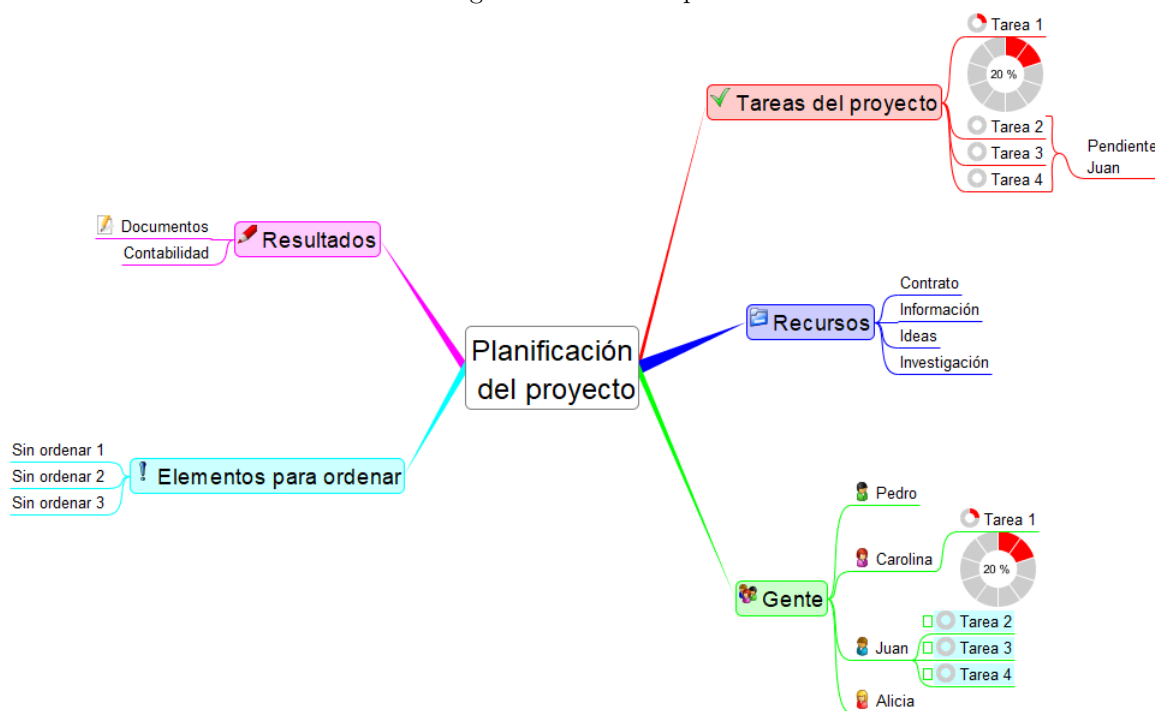 Tarea 1
20 %
Tareas del proyecto
Tarea 2
Tarea 3
Tarea 4
Pendiente
Juan
Documentos
Contabilidad
Resultados
Contrato
Información
Ideas
Investigación
Recursos
Planificación
del proyecto
Sin ordenar 1
Sin ordenar 2
Sin ordenar 3
Elementos para ordenar
Gente
Pedro
Carolina
Tarea 1
20 %
Juan
Tarea 2
Tarea 3
Tarea 4
Alicia